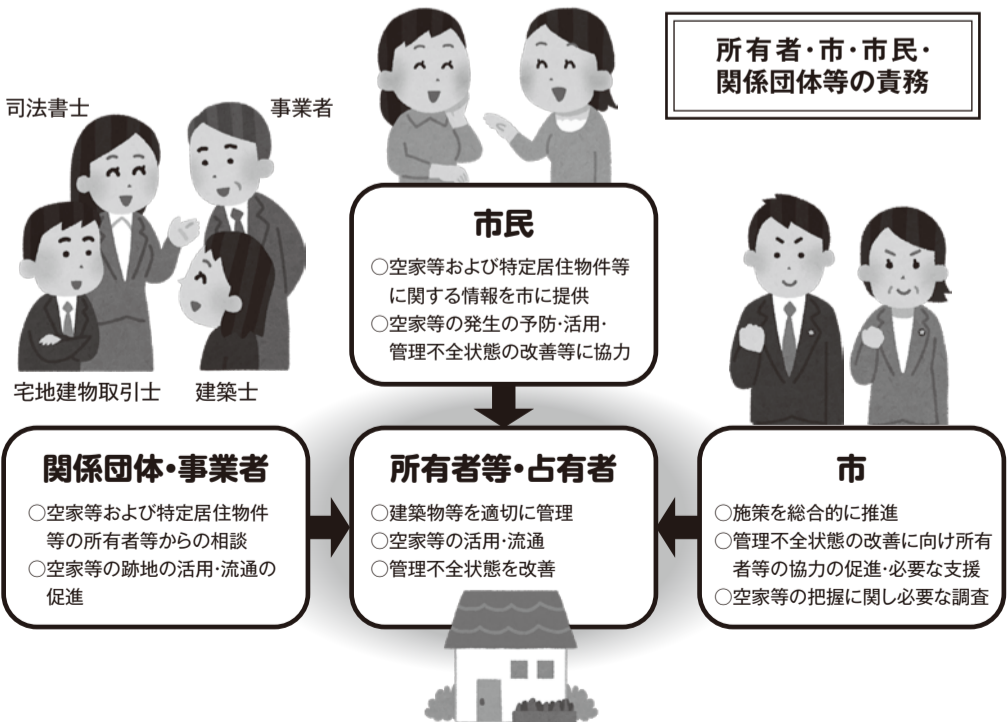 所有者・市・市民・
関係団体等の責務
司法書士
事業者
宅地建物取引士
建築士
市民
○空家等および特定居住物件等
に関する情報を市に提供
○空家等の発生の予防・活用・
管理不全状態の改善等に協力
関係団体・事業者
○空家等および特定居住物件
等の所有者等からの相談
○空家等の跡地の活用・流通の
促進
所有者等・占有者
○建築物等を適切に管理
○空家等の活用・流通
○管理不全状態を改善
市
○施策を総合的に推進
○管理不全状態の改善に向け所有
者等の協力の促進・必要な支援
○空家等の把握に関し必要な調査